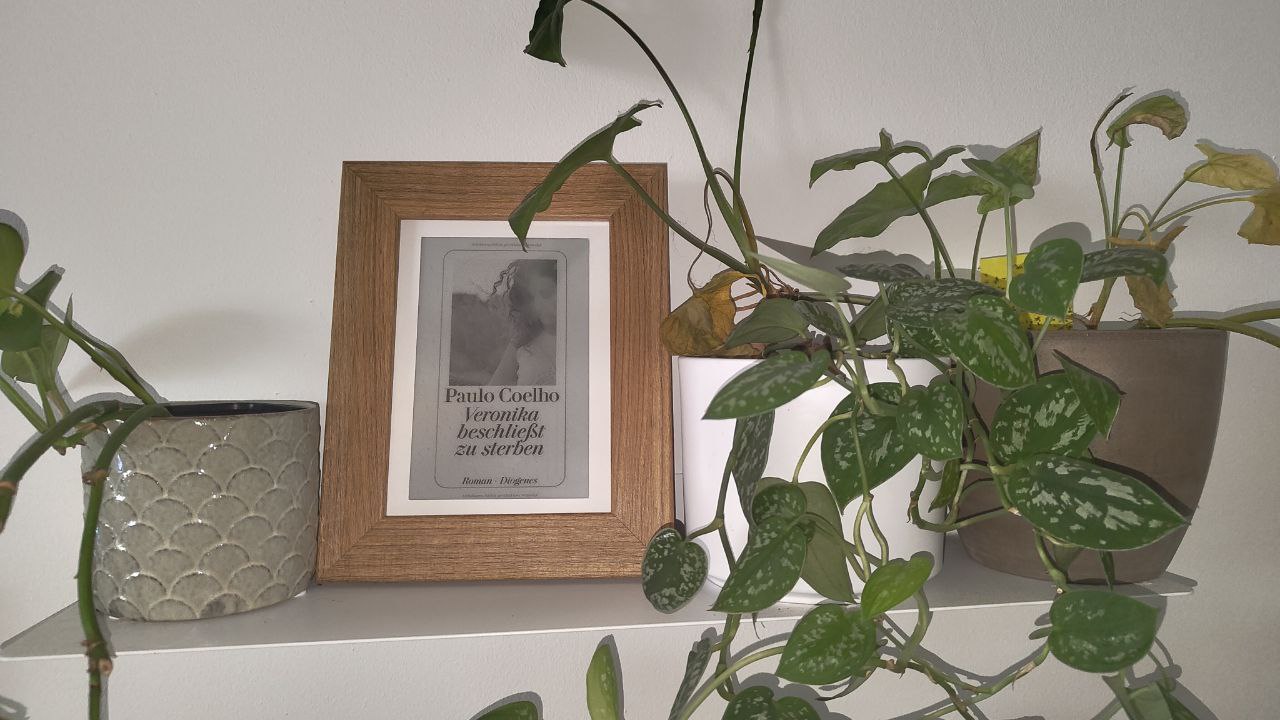 Paulo Coelho
Veronika
beschließt
zu sterben
Roman · Diogenes